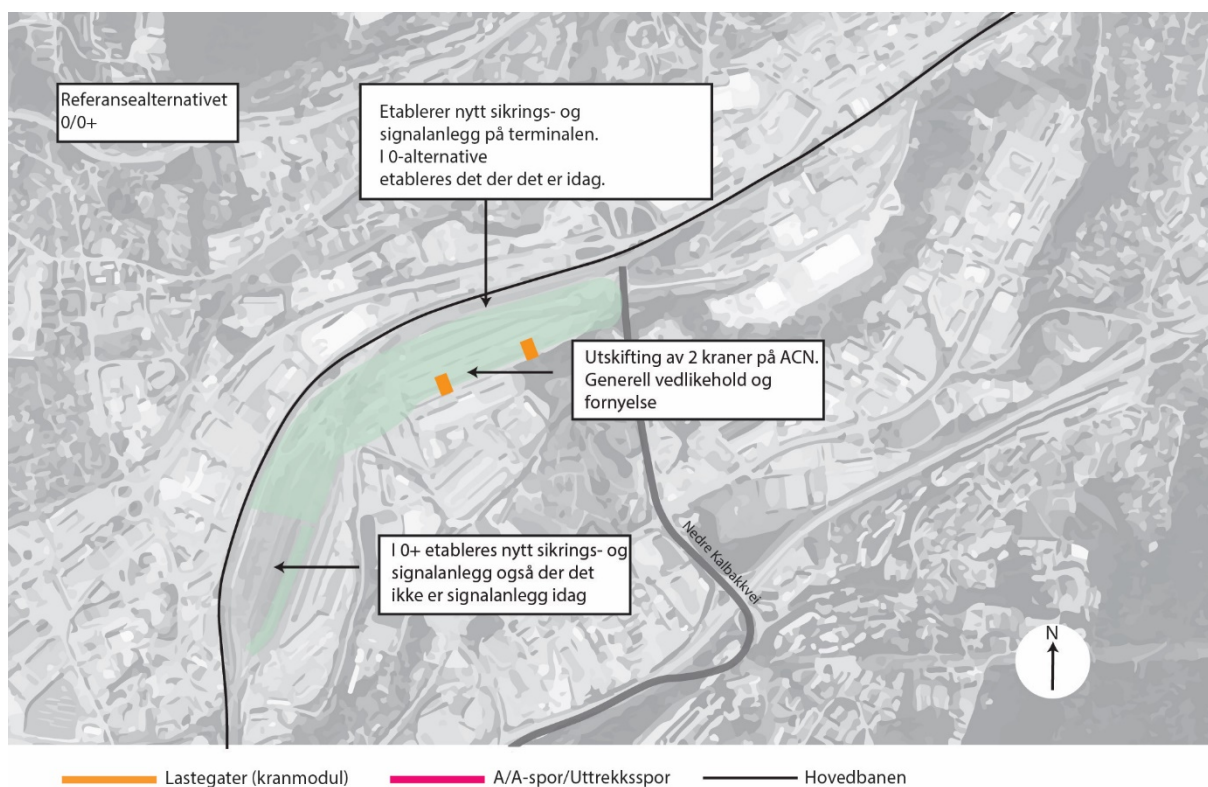 Referansealternativet
0/0+
Etablerer nytt sikrings- og
signalanlegg på terminalen.
I 0-alternative
etableres det der det er idag.
Utskifting av 2 kraner på ACN.
Generell vedlikehold og
fornyelse
I 0+ etableres nytt sikrings- og
signalanlegg også der det
ikke er signalanlegg idag
Nedre Kalbakkvei
N
Lastegater (kranmodul)
A/A-spor/Uttrekksspor
Hovedbanen